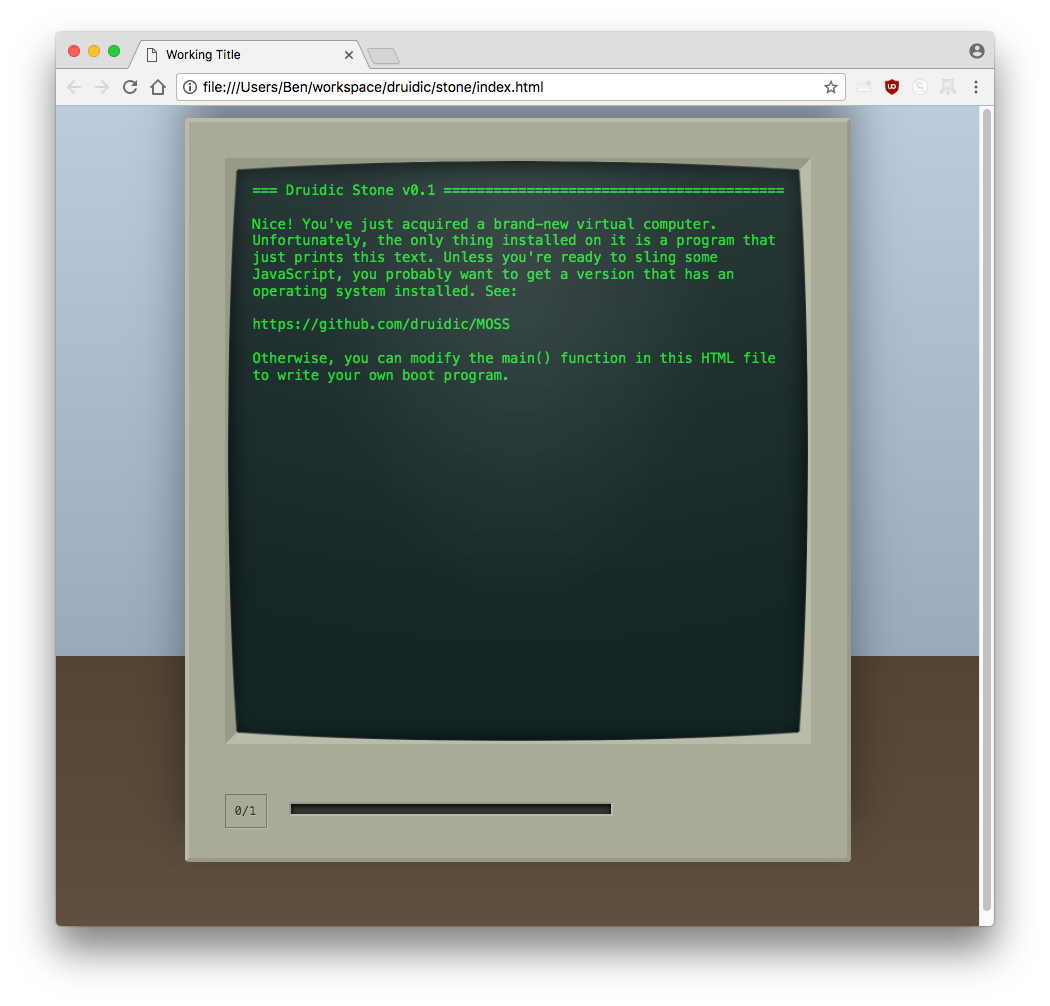 Working Title
file:///Users/Ben/workspace/druidic/stone/index.html
=== Druidic Stone v0.1 =========================================
Nice! You've just acquired a brand-new virtual computer.
Unfortunately, the only thing installed on it is a program that
just prints this text. Unless you're ready to sling some
JavaScript, you probably want to get a version that has an
operating system installed. See:
https://github.com/druidic/MOSS
Otherwise, you can modify the main() function in this HTML file
to write your own boot program.
0/1